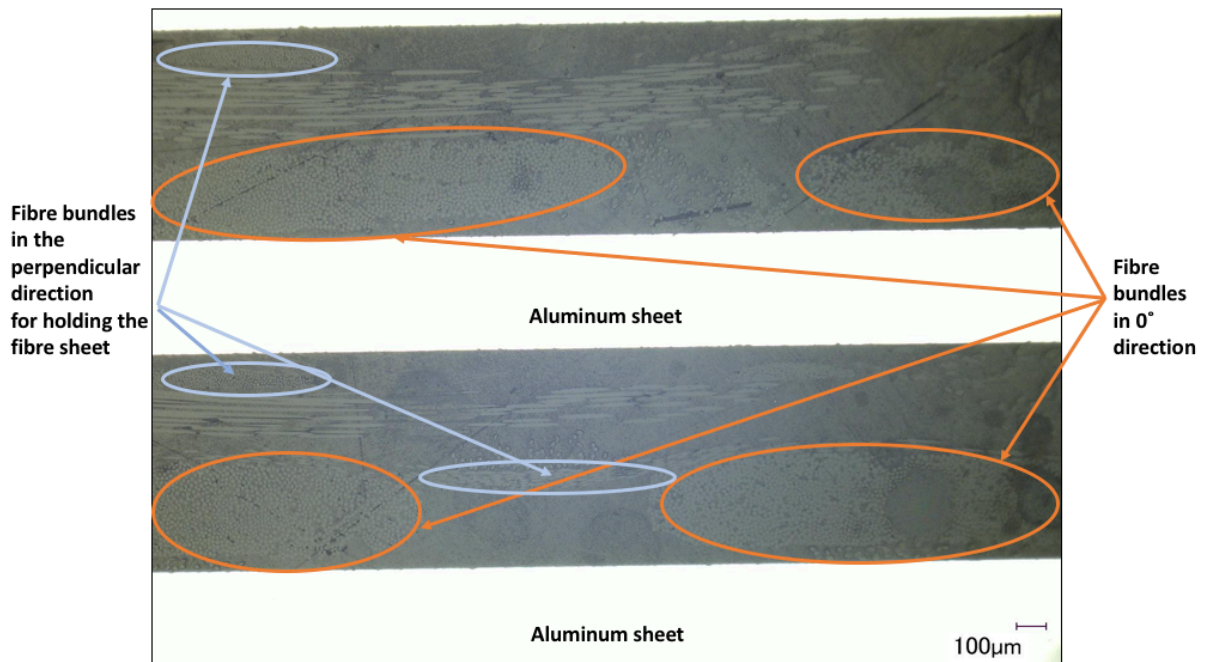 Fibre bundles
in the
perpendicular
direction
for holding the
fibre sheet
Aluminum sheet
Fibre
bundles
in 0˚
direction
Aluminum sheet
100µm